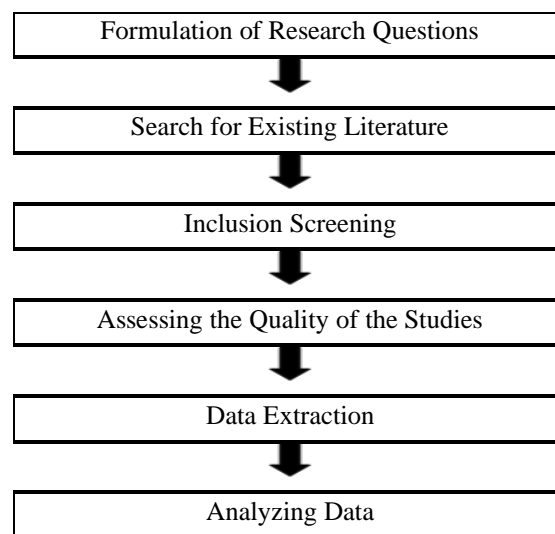 Formulation of Research Questions
Search for Existing Literature
Inclusion Screening
Assessing the Quality of the Studies
Data Extraction
Analyzing Data